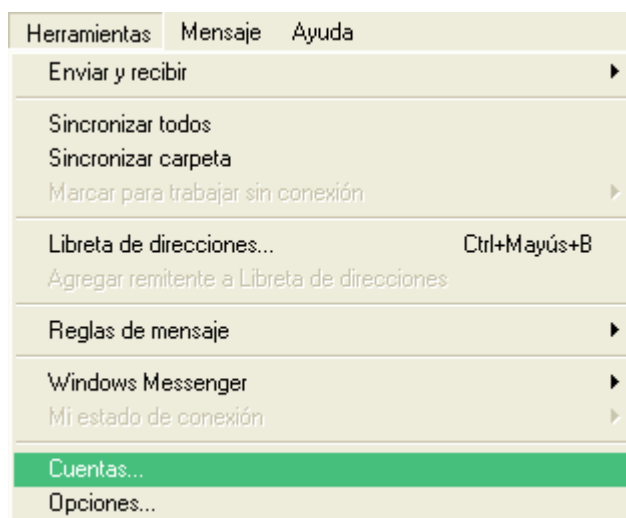 Herramientas Mensaje Ayuda
Enviar y recibir
Sincronizar todos
Sincronizar carpeta
Marcar para trabajar sin conexión
Libreta de direcciones... Ctrl+Mayús+B
Agregar remitente a Libreta de direcciones
Reglas de mensaje
Windows Messenger
Mi estado de conexión
Cuentas...
Opciones...